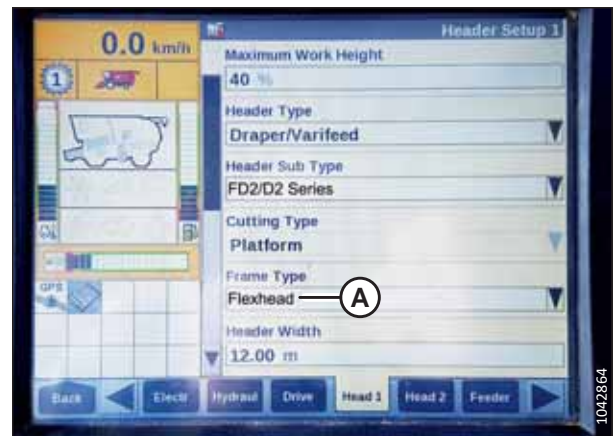 0.0 km/h
Header Setup 1
1
Maximum Work Height
40 %
Header Type
Draper/Varifeed
Header Sub Type
FD2/D2 Series
Cutting Type
Platform
Frame Type
Flexhead
A
GPS
Header Width
12.00 m
Back
Electr
Hydraul
Drive
Head 1
Head 2
Feeder
1042864